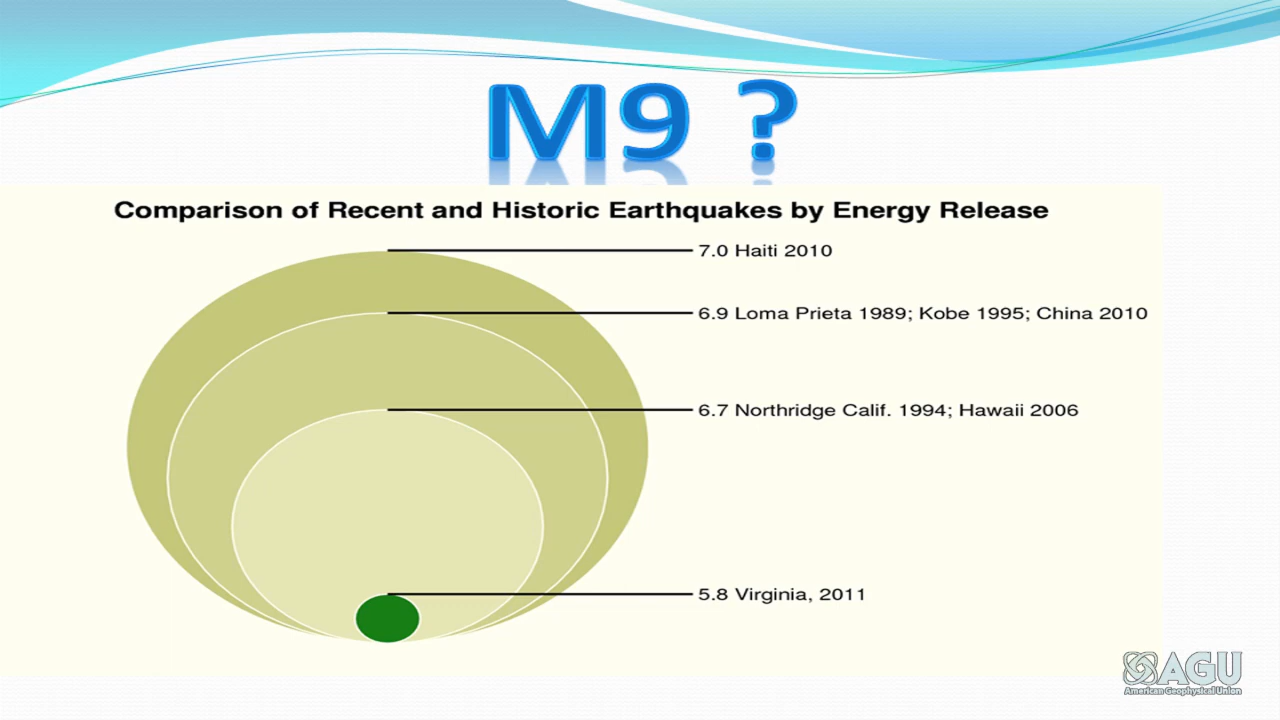 M9 ?
Comparison of Recent and Historic Earthquakes by Energy Release
7.0 Haiti 2010
6.9 Loma Prieta 1989; Kobe 1995; China 2010
6.7 Northridge Calif. 1994; Hawaii 2006
5.8 Virginia, 2011
AGU
American Geophysical Union